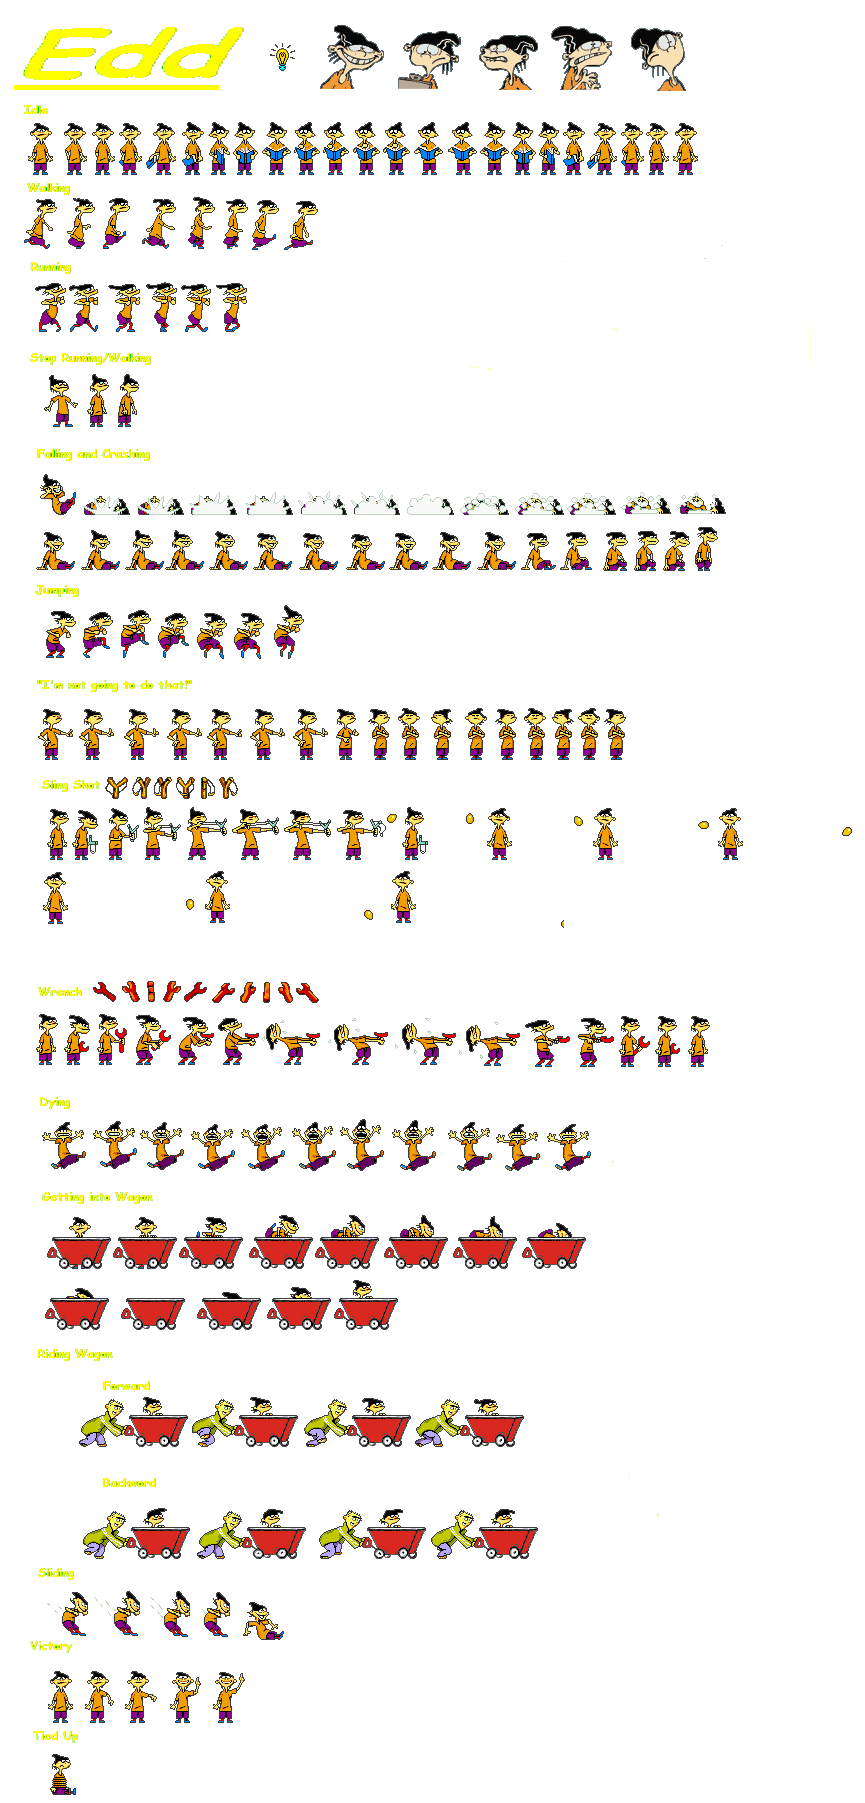 Edd
Idle
Walking
Running
Stop Running/Walking
Falling and Crashing
Jumping
"I'm not going to do that!"
Sling Shot
Wrench
Dying
Getting into Wagon
Riding Wagon
Forward
Backword
Sliding
Victory
Tied Up